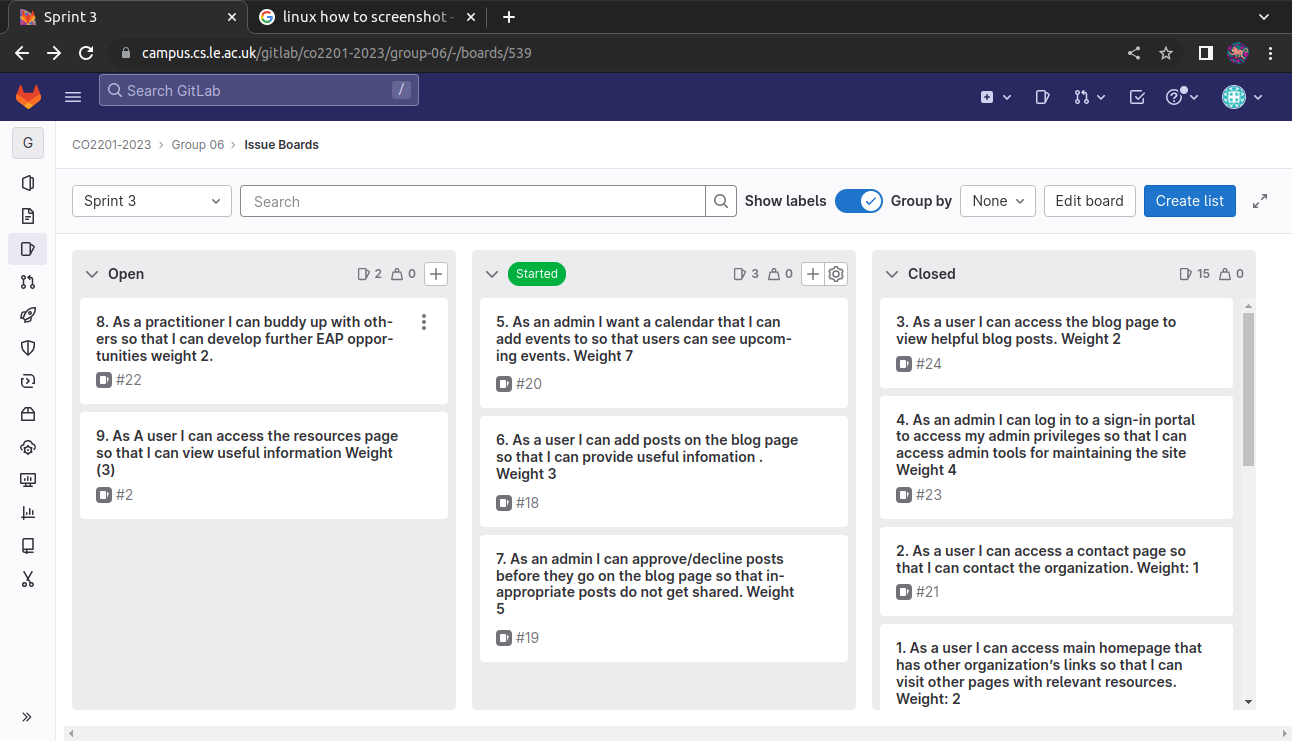 Sprint 3
linux how to screenshot -
campus.cs.le.ac.uk/gitlab/co2201-2023/group-06/-/boards/539
Search GitLab
/
G
CO2201-2023 › Group 06 › Issue Boards
Sprint 3
Search
Show labels
Group by
None
Edit board
Create list
Open
2
0
8. As a practitioner I can buddy up with oth-
ers so that I can develop further EAP oppor-
tunities weight 2.
#22
9. As A user I can access the resources page
so that I can view useful information Weight
(3)
#2
Started
3
0
5. As an admin I want a calendar that I can
add events to so that users can see upcom-
ing events. Weight 7
#20
6. As a user I can add posts on the blog page
so that I can provide useful infomation .
Weight 3
#18
7. As an admin I can approve/decline posts
before they go on the blog page so that in-
appropriate posts do not get shared. Weight
5
#19
Closed
15
0
3. As a user I can access the blog page to
view helpful blog posts. Weight 2
#24
4. As an admin I can log in to a sign-in portal
to access my admin privileges so that I can
access admin tools for maintaining the site
Weight 4
#23
2. As a user I can access a contact page so
that I can contact the organization. Weight: 1
#21
1. As a user I can access main homepage that
has other organization's links so that I can
visit other pages with relevant resources.
Weight: 2